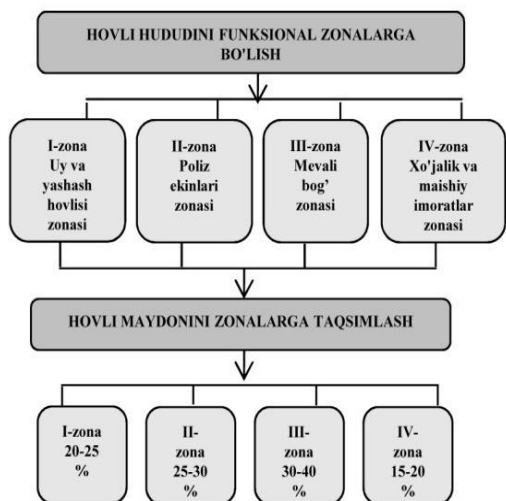 HOVLI HUDUDINI FUNKSIONAL ZONALARGA
BO'LISH
I-zona
Uy va
yashash
hovlisi
zonasi
II-zona
Poliz
ekinlari
zonasi
III-zona
Mevali
bog’
zonasi
IV-zona
Xo'jalik va
maishiy
imoratlar
zonasi
HOVLI MAYDONINI ZONALARGA TAQSIMLASH
I-zona
20-25
%
II-
zona
25-30
%
III-
zona
30-40
%
IV-
zona
15-20
%